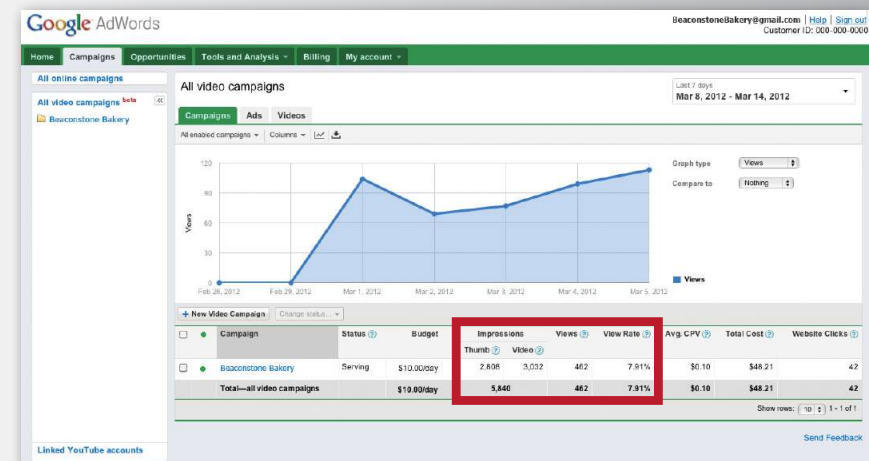 Google AdWords
BeaconstoneBakery@gmail.com | Help | Sign out
Customer ID: 000-000-0000
Home Campaigns Opportunities Tools and Analysis Billing My account
All online campaigns
All video campaigns beta
Beaconstone Bakery
All video campaigns
Last 7 days
Mar 8, 2012 - Mar 14, 2012
Campaigns Ads Videos
All enabled campaigns Columns
120
90
60
30
0
Views
Feb 28, 2012 Feb 29, 2012 Mar 1, 2012 Mar 2, 2012 Mar 3, 2012 Mar 4, 2012 Mar 5, 2012
Graph type Views
Compare to Nothing
Views
+ New Video Campaign Change status...
Campaign Status Budget Impressions Views View Rate Avg. CPV Total Cost Website Clicks
Thumb Video
Beaconstone Bakery Serving $10.00/day 2,808 3,032 462 7.91% $0.10 $48.21 42
Total—all video campaigns $10.00/day 5,840 462 7.91% $0.10 $48.21 42
Show rows: 10 1 - 1 of 1
Send Feedback
Linked YouTube accounts